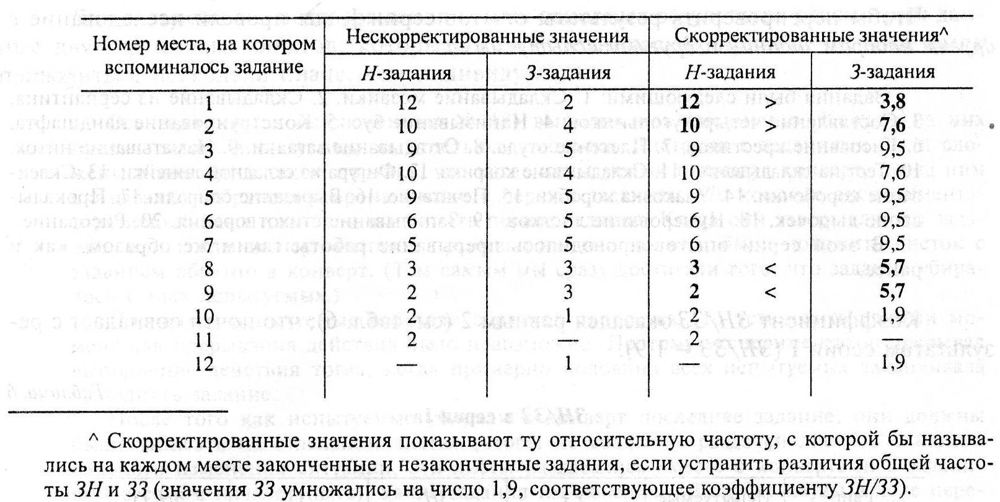 Номер места, на котором вспоминалось задание | Нескорректированные значения | Скорректированные значения^
Н-задания | З-задания | Н-задания | З-задания
1 | 12 | 2 | 12 > | 3,8
2 | 10 | 4 | 10 > | 7,6
3 | 9 | 5 | 9 | 9,5
4 | 10 | 4 | 10 | 7,6
5 | 9 | 5 | 9 | 9,5
6 | 6 | 5 | 6 | 9,5
7 | 5 | 5 | 6 | 9,5
8 | 3 | 3 | 3 < | 5,7
9 | 2 | 3 | 2 < | 5,7
10 | 2 | 1 | 2 | 1,9
11 | 2 | — | 2 | —
12 | — | 1 | — | 1,9
^ Скорректированные значения показывают ту относительную частоту, с которой бы называ-
лись на каждом месте законченные и незаконченные задания, если устранить различия общей часто-
ты ЗН и ЗЗ (значения ЗЗ умножались на число 1,9, соответствующее коэффициенту ЗН/ЗЗ).